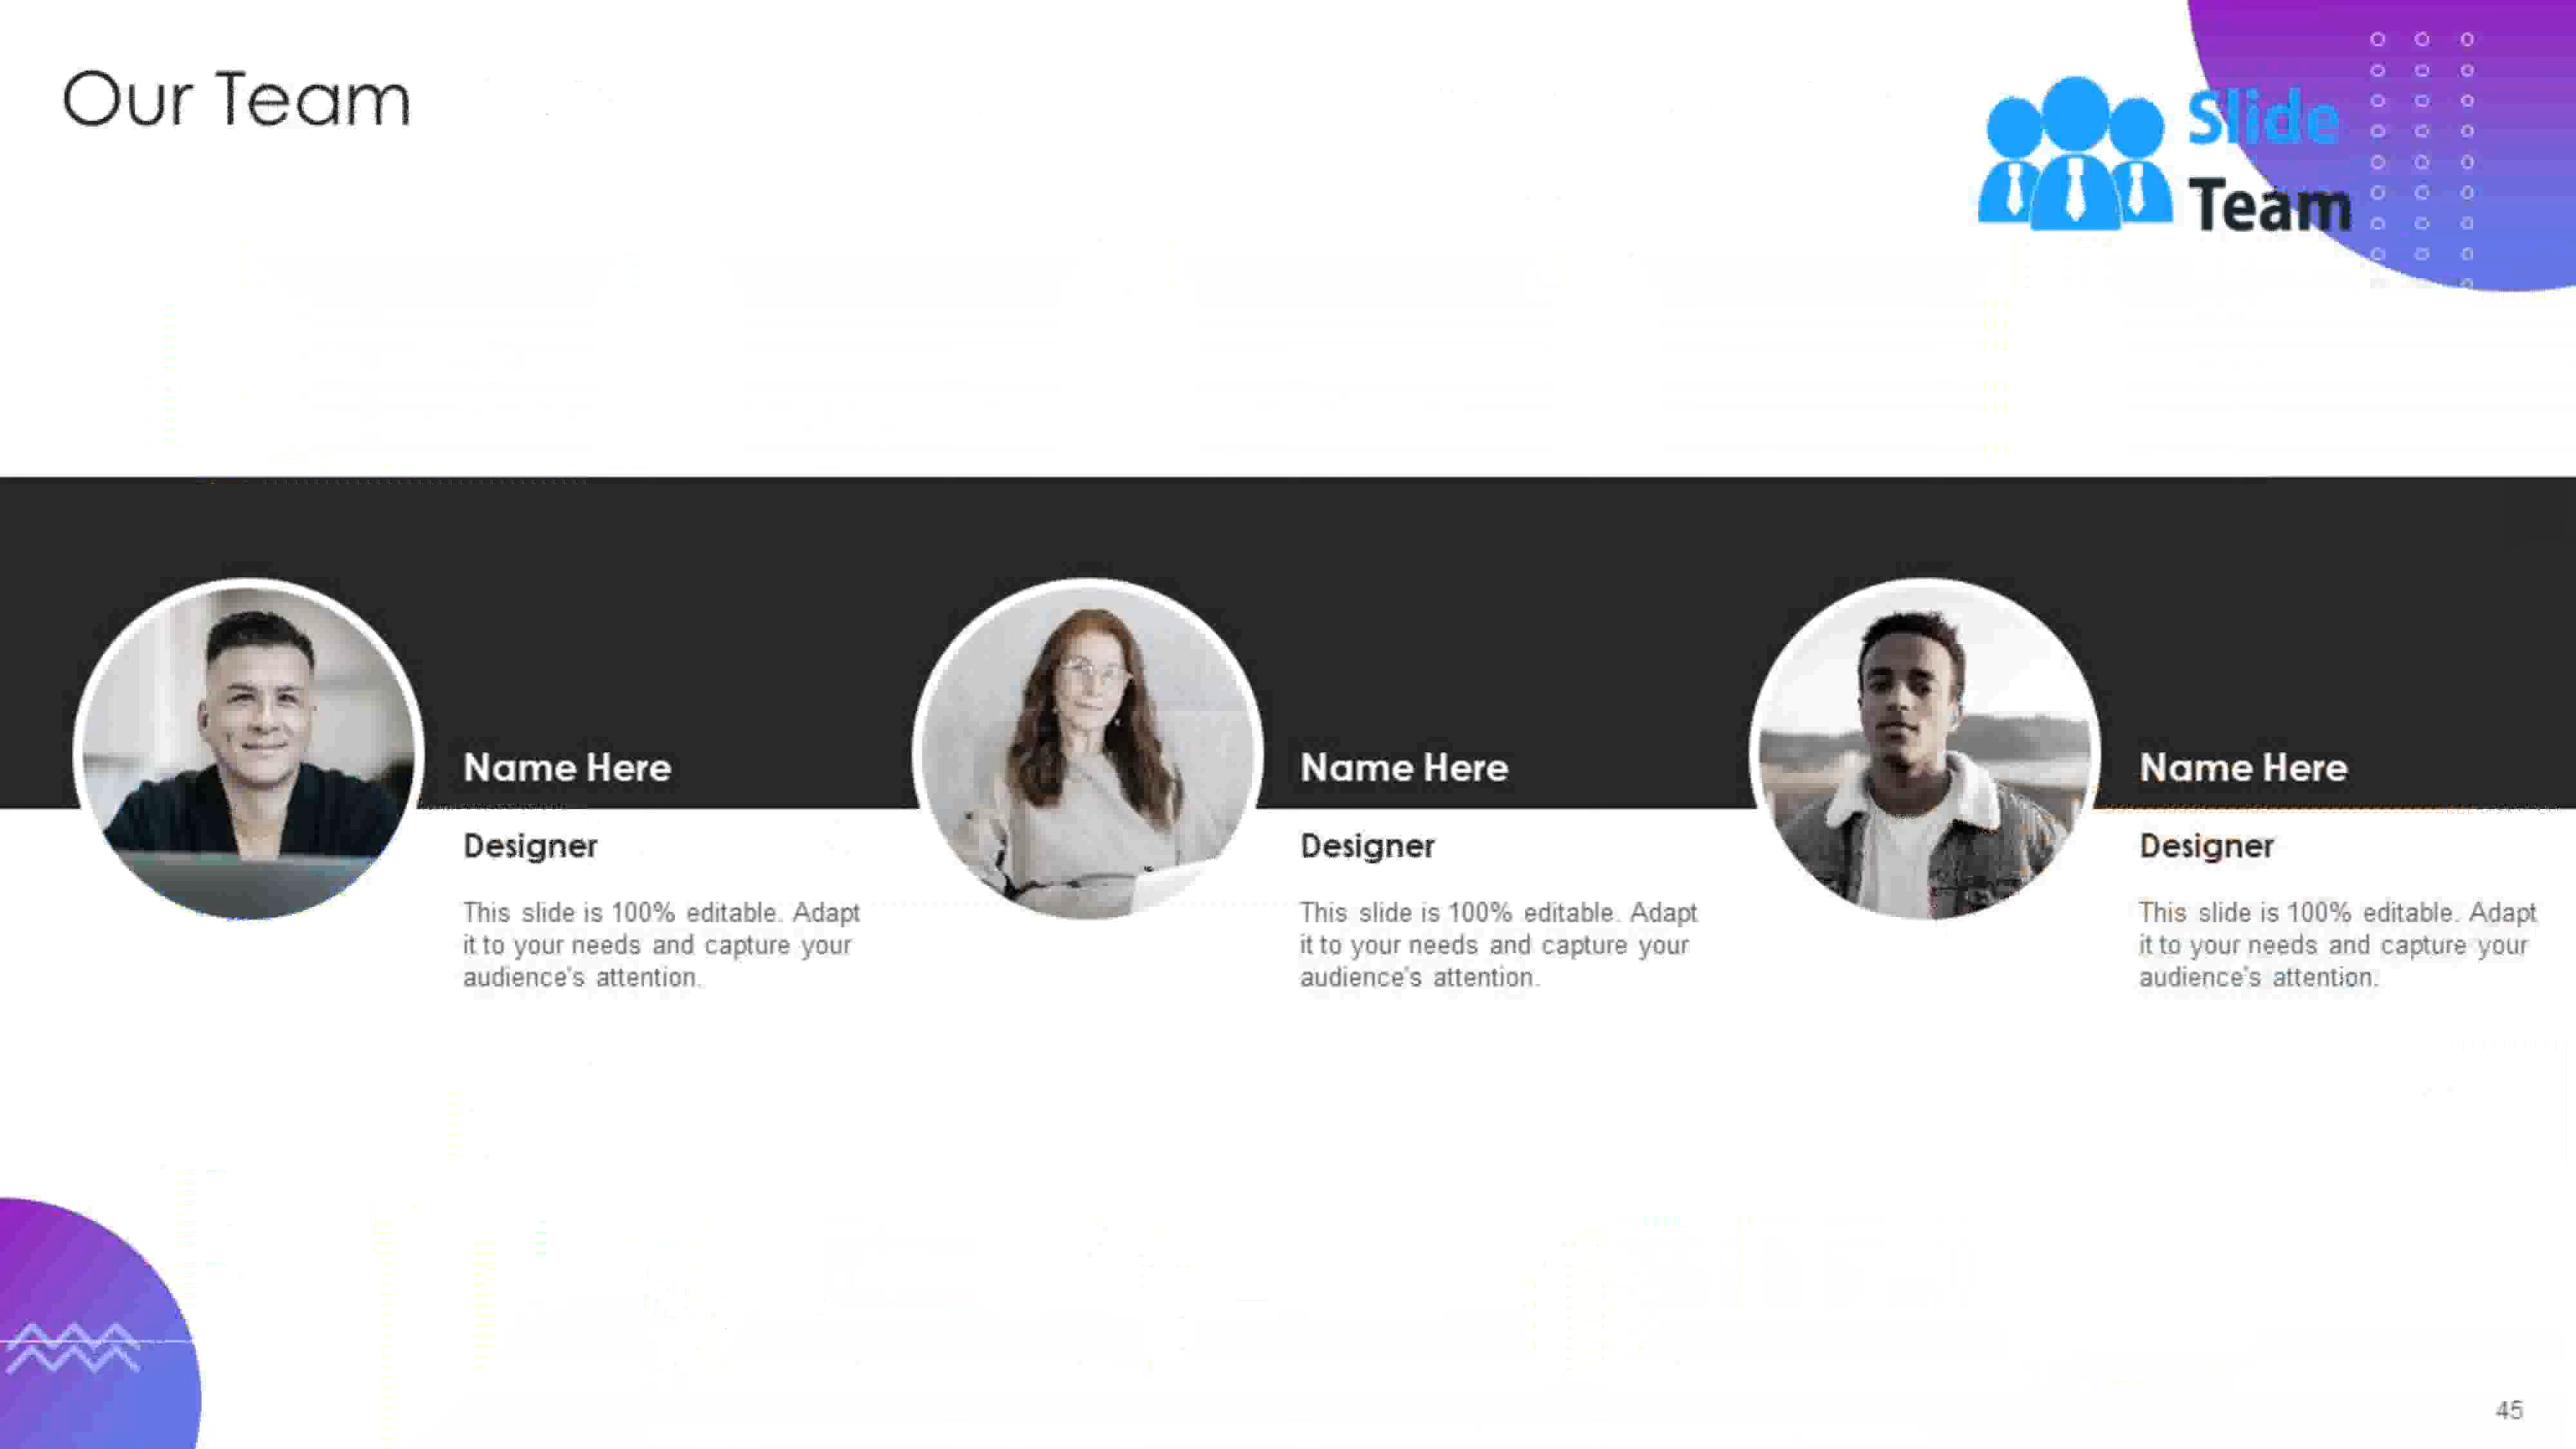 Our Team
Slide
Team
Name Here
Designer
This slide is 100% editable. Adapt
it to your needs and capture your
audience's attention.
Name Here
Designer
This slide is 100% editable. Adapt
it to your needs and capture your
audience's attention.
Name Here
Designer
This slide is 100% editable. Adapt
it to your needs and capture your
audience's attention.
45